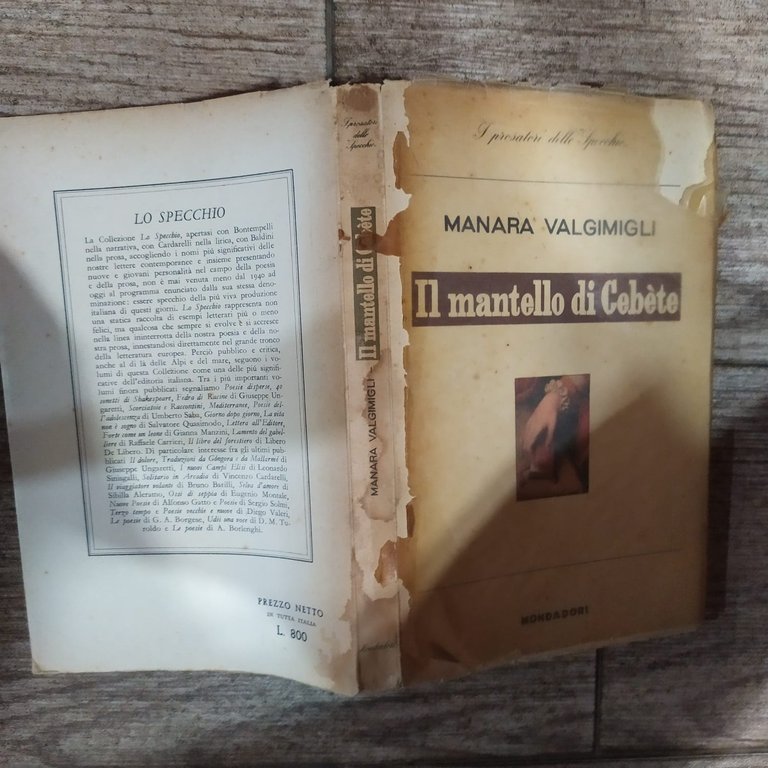 LO SPECCHIO
La Collezione Lo Specchio, apertasi con Bontempelli
nella narrativa, con Cardarelli nella lirica, con Baldini
nella prosa, accogliendo i nomi più significativi delle
nostre lettere contemporanee e insieme presentando
nuove e giovani personalità nel campo della poesia
e della prosa, non è mai venuta meno dal 1940 ad
oggi al programma enunciato dalla sua stessa deno-
minazione: essere specchio della più viva produzione
italiana di questi giorni. Lo Specchio rappresenta non
una statica raccolta di esempi letterari più o meno
felici, ma qualcosa che sempre si evolve e si accresce
nella linea ininterrotta della nostra poesia e della no-
stra prosa, innestandosi direttamente nel grande tronco
della letteratura europea. Perciò pubblico e critica,
anche al di là delle Alpi e del mare, seguono i vo-
lumi di questa Collezione come una delle più signi-
ficative dell'editoria italiana. Tra i più importanti vo-
lumi finora pubblicati segnaliamo Poesie disperse, 40
sonetti di Shakespeare, Fedra di Racine di Giuseppe Un-
garetti, Scorciatoie e Raccontini, Mediterranee, Poesie del-
l'adolescenza di Umberto Saba, Giorno dopo giorno, La vita
non è sogno di Salvatore Quasimodo, Lettera all'Editore,
Forte come un leone di Gianna Manzini, Lamento del gabel-
liere di Raffaele Carrieri, Il libro del forestiero di Libero
De Libero. Di particolare interesse fra gli ultimi pub-
blicati Il dolore, Traduzioni da Góngora e da Mallarmé di
Giuseppe Ungaretti, I nuovi Campi Elisi di Leonardo
Sinisgalli, Solitario in Arcadia di Vincenzo Cardarelli,
Il viaggiatore volante di Bruno Barilli, Selva d'amore di
Sibilla Aleramo, Ossi di seppia di Eugenio Montale,
Nuove Poesie di Alfonso Gatto e Poesie di Sergio Solmi,
Terzo tempo e Poesie vecchie e nuove di Diego Valeri,
Le poesie di G. A. Borgese, Udii una voce di D. M. Tu-
roldo e Le poesie di A. Borlenghi.
PREZZO NETTO
IN TUTTA ITALIA
L. 800
I prosatori
dello
Specchio
MANARA VALGIMIGLI - Il mantello di Cebète
Mondadori
I prosatori dello Specchio
MANARA VALGIMIGLI
Il mantello di Cebète
MONDADORI